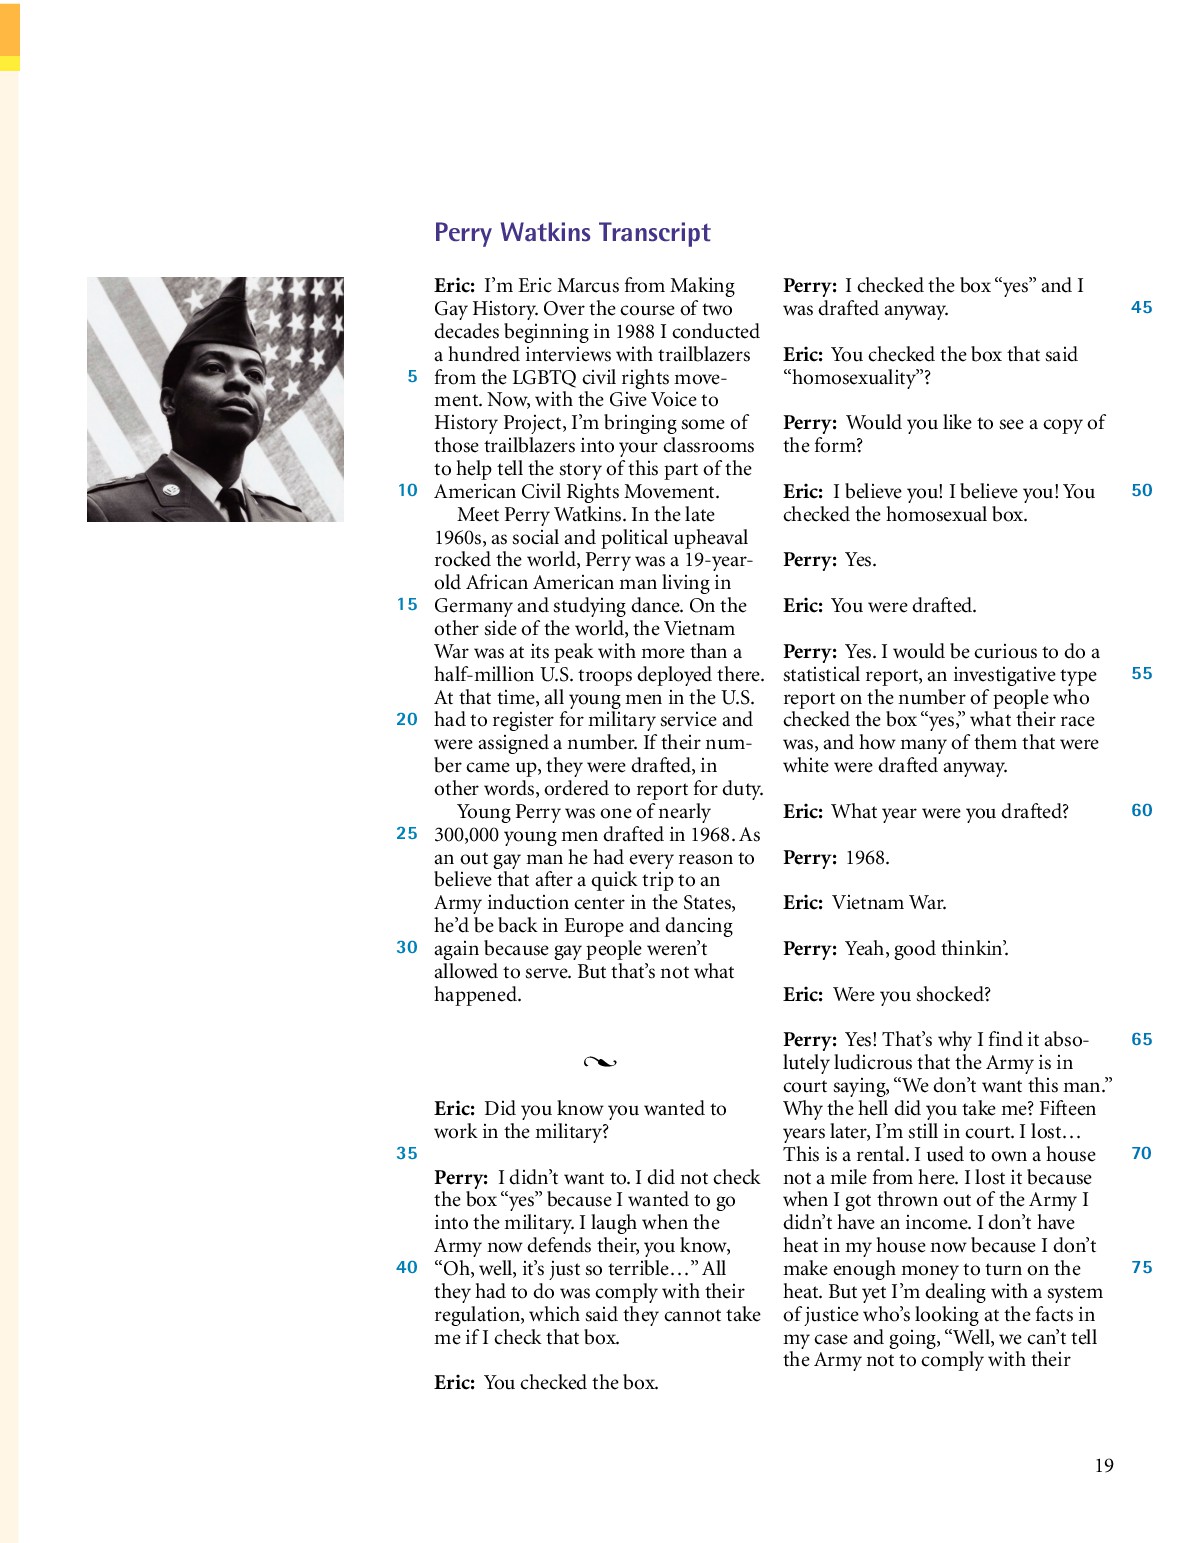 Perry Watkins Transcript
Eric: I’m Eric Marcus from Making
Gay History. Over the course of two
decades beginning in 1988 I conducted
a hundred interviews with trailblazers
5 from the LGBTQ civil rights move-
ment. Now, with the Give Voice to
History Project, I’m bringing some of
those trailblazers into your classrooms
to help tell the story of this part of the
10 American Civil Rights Movement.
Meet Perry Watkins. In the late
1960s, as social and political upheaval
rocked the world, Perry was a 19-year-
old African American man living in
15 Germany and studying dance. On the
other side of the world, the Vietnam
War was at its peak with more than a
half-million U.S. troops deployed there.
At that time, all young men in the U.S.
20 had to register for military service and
were assigned a number. If their num-
ber came up, they were drafted, in
other words, ordered to report for duty.
Young Perry was one of nearly
25 300,000 young men drafted in 1968. As
an out gay man he had every reason to
believe that after a quick trip to an
Army induction center in the States,
he’d be back in Europe and dancing
30 again because gay people weren’t
allowed to serve. But that’s not what
happened.
Eric: Did you know you wanted to
work in the military?
35
Perry: I didn’t want to. I did not check
the box “yes” because I wanted to go
into the military. I laugh when the
Army now defends their, you know,
40 “Oh, well, it’s just so terrible…” All
they had to do was comply with their
regulation, which said they cannot take
me if I check that box.
Eric: You checked the box.
Perry: I checked the box “yes” and I
was drafted anyway. 45
Eric: You checked the box that said
“homosexuality”?
Perry: Would you like to see a copy of
the form?
Eric: I believe you! I believe you! You 50
checked the homosexual box.
Perry: Yes.
Eric: You were drafted.
Perry: Yes. I would be curious to do a
statistical report, an investigative type 55
report on the number of people who
checked the box “yes,” what their race
was, and how many of them that were
white were drafted anyway.
Eric: What year were you drafted? 60
Perry: 1968.
Eric: Vietnam War.
Perry: Yeah, good thinkin’.
Eric: Were you shocked?
Perry: Yes! That’s why I find it abso- 65
lutely ludicrous that the Army is in
court saying, “We don’t want this man.”
Why the hell did you take me? Fifteen
years later, I’m still in court. I lost…
This is a rental. I used to own a house 70
not a mile from here. I lost it because
when I got thrown out of the Army I
didn’t have an income. I don’t have
heat in my house now because I don’t
make enough money to turn on the 75
heat. But yet I’m dealing with a system
of justice who’s looking at the facts in
my case and going, “Well, we can’t tell
the Army not to comply with their
19